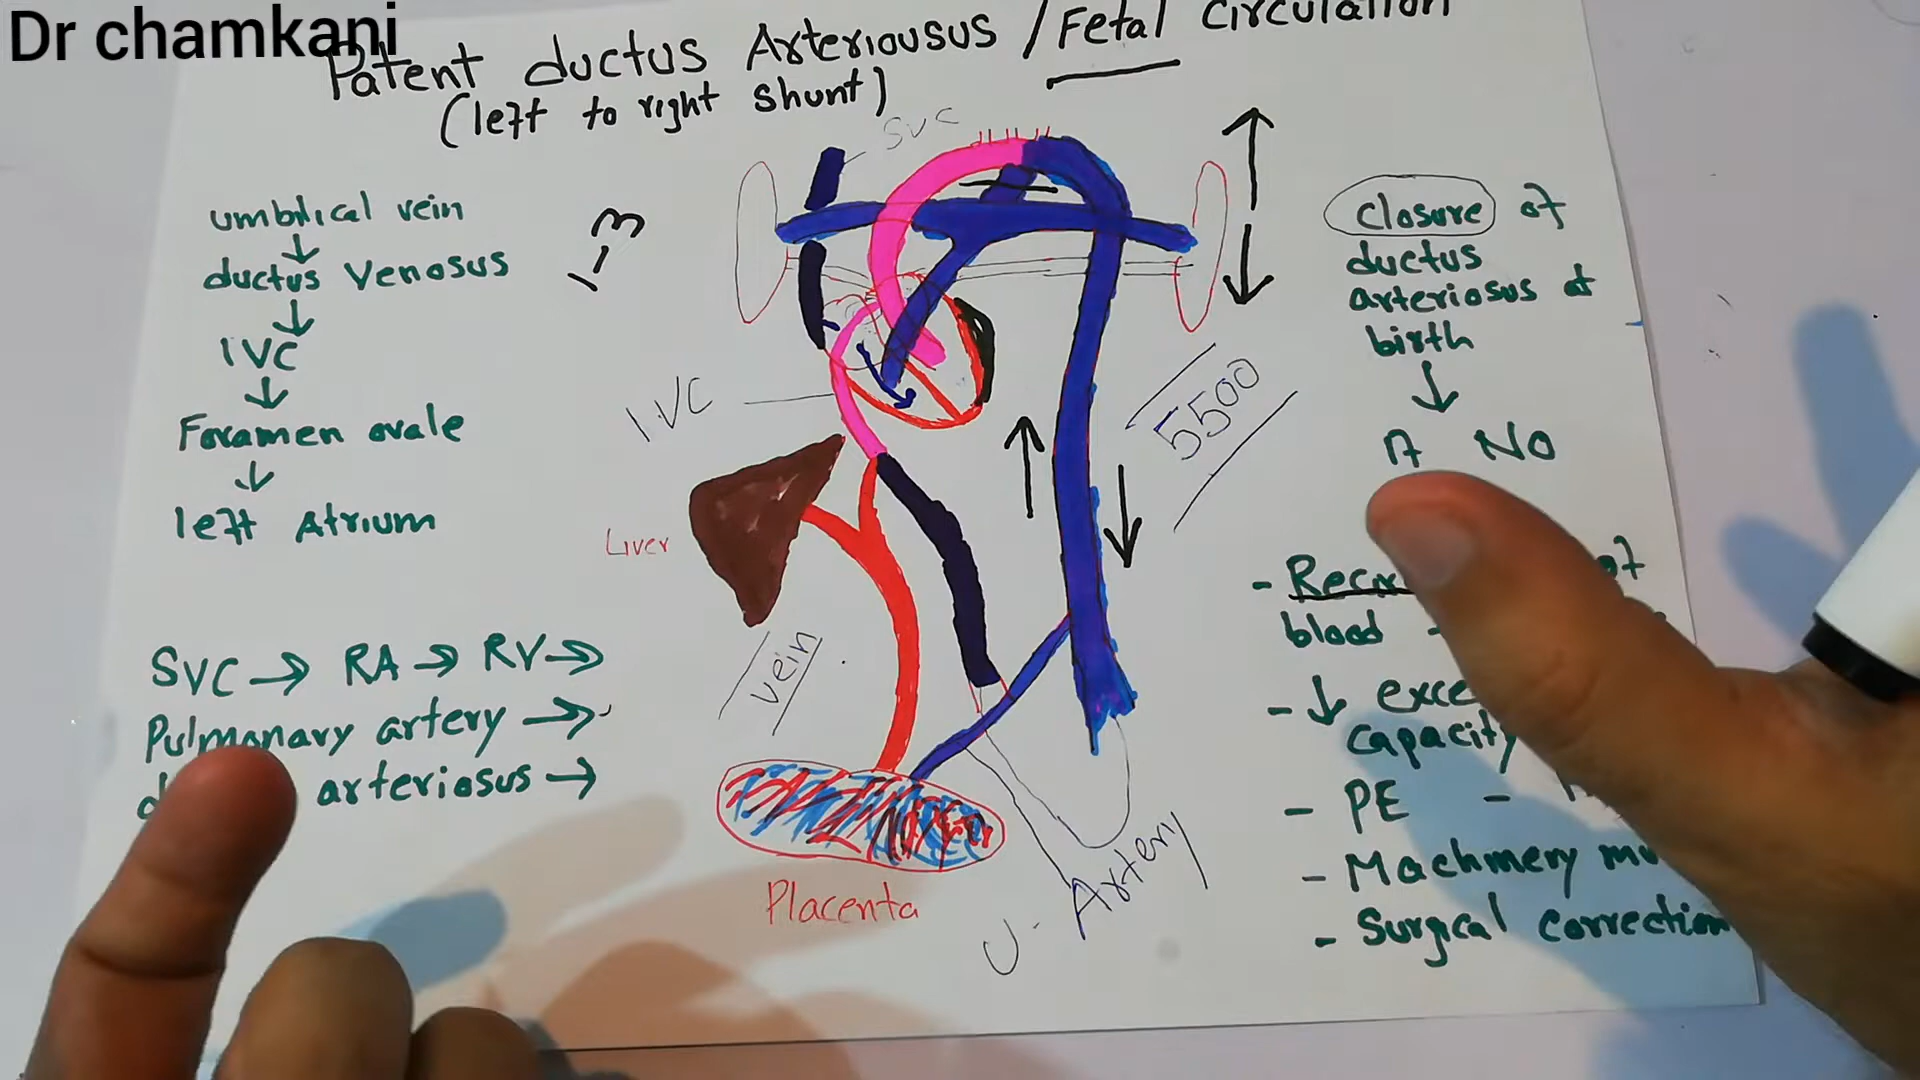 Dr chamkani
Patent ductus Arteriousus / Fetal circulation
(left to right shunt)
SVC
umbilical vein
ductus Venosus
IVC
Foramen ovale
left Atrium
1-3
SVC → RA → RV →
Pulmonary artery →
arteriosus →
IVC
Liver
vein
Placenta
U- Artery
5500
closure of
ductus
arteriosus at
birth
NO
-
blood -
- ↓
capacity
- PE -
- Machinery
- Surgical correction